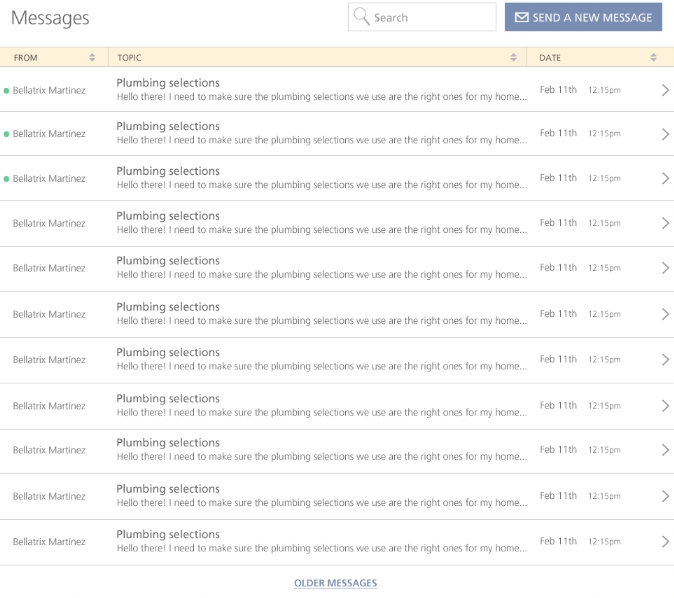 Messages
Search
SEND A NEW MESSAGE
FROM TOPIC DATE
Plumbing selections
Bellatrix Martinez Feb 11th 12:15pm
Hello there! I need to make sure the plumbing selections we use are the right ones for my home...
Plumbing selections
Bellatrix Martinez Feb 11th 12:15pm
Hello there! I need to make sure the plumbing selections we use are the right ones for my home...
Plumbing selections
Bellatrix Martinez Feb 11th 12:15pm
Hello there! I need to make sure the plumbing selections we use are the right ones for my home...
Plumbing selections
Bellatrix Martinez Feb 11th 12:15pm
Hello there! I need to make sure the plumbing selections we use are the right ones for my home...
Plumbing selections
Bellatrix Martinez Feb 11th 12:15pm
Hello there! I need to make sure the plumbing selections we use are the right ones for my home...
Plumbing selections
Bellatrix Martinez Feb 11th 12:15pm
Hello there! I need to make sure the plumbing selections we use are the right ones for my home...
Plumbing selections
Bellatrix Martinez Feb 11th 12:15pm
Hello there! I need to make sure the plumbing selections we use are the right ones for my home...
Plumbing selections
Bellatrix Martinez Feb 11th 12:15pm
Hello there! I need to make sure the plumbing selections we use are the right ones for my home...
Plumbing selections
Bellatrix Martinez Feb 11th 12:15pm
Hello there! I need to make sure the plumbing selections we use are the right ones for my home...
Plumbing selections
Bellatrix Martinez Feb 11th 12:15pm
Hello there! I need to make sure the plumbing selections we use are the right ones for my home...
Plumbing selections
Bellatrix Martinez Feb 11th 12:15pm
Hello there! I need to make sure the plumbing selections we use are the right ones for my home...
OLDER MESSAGES